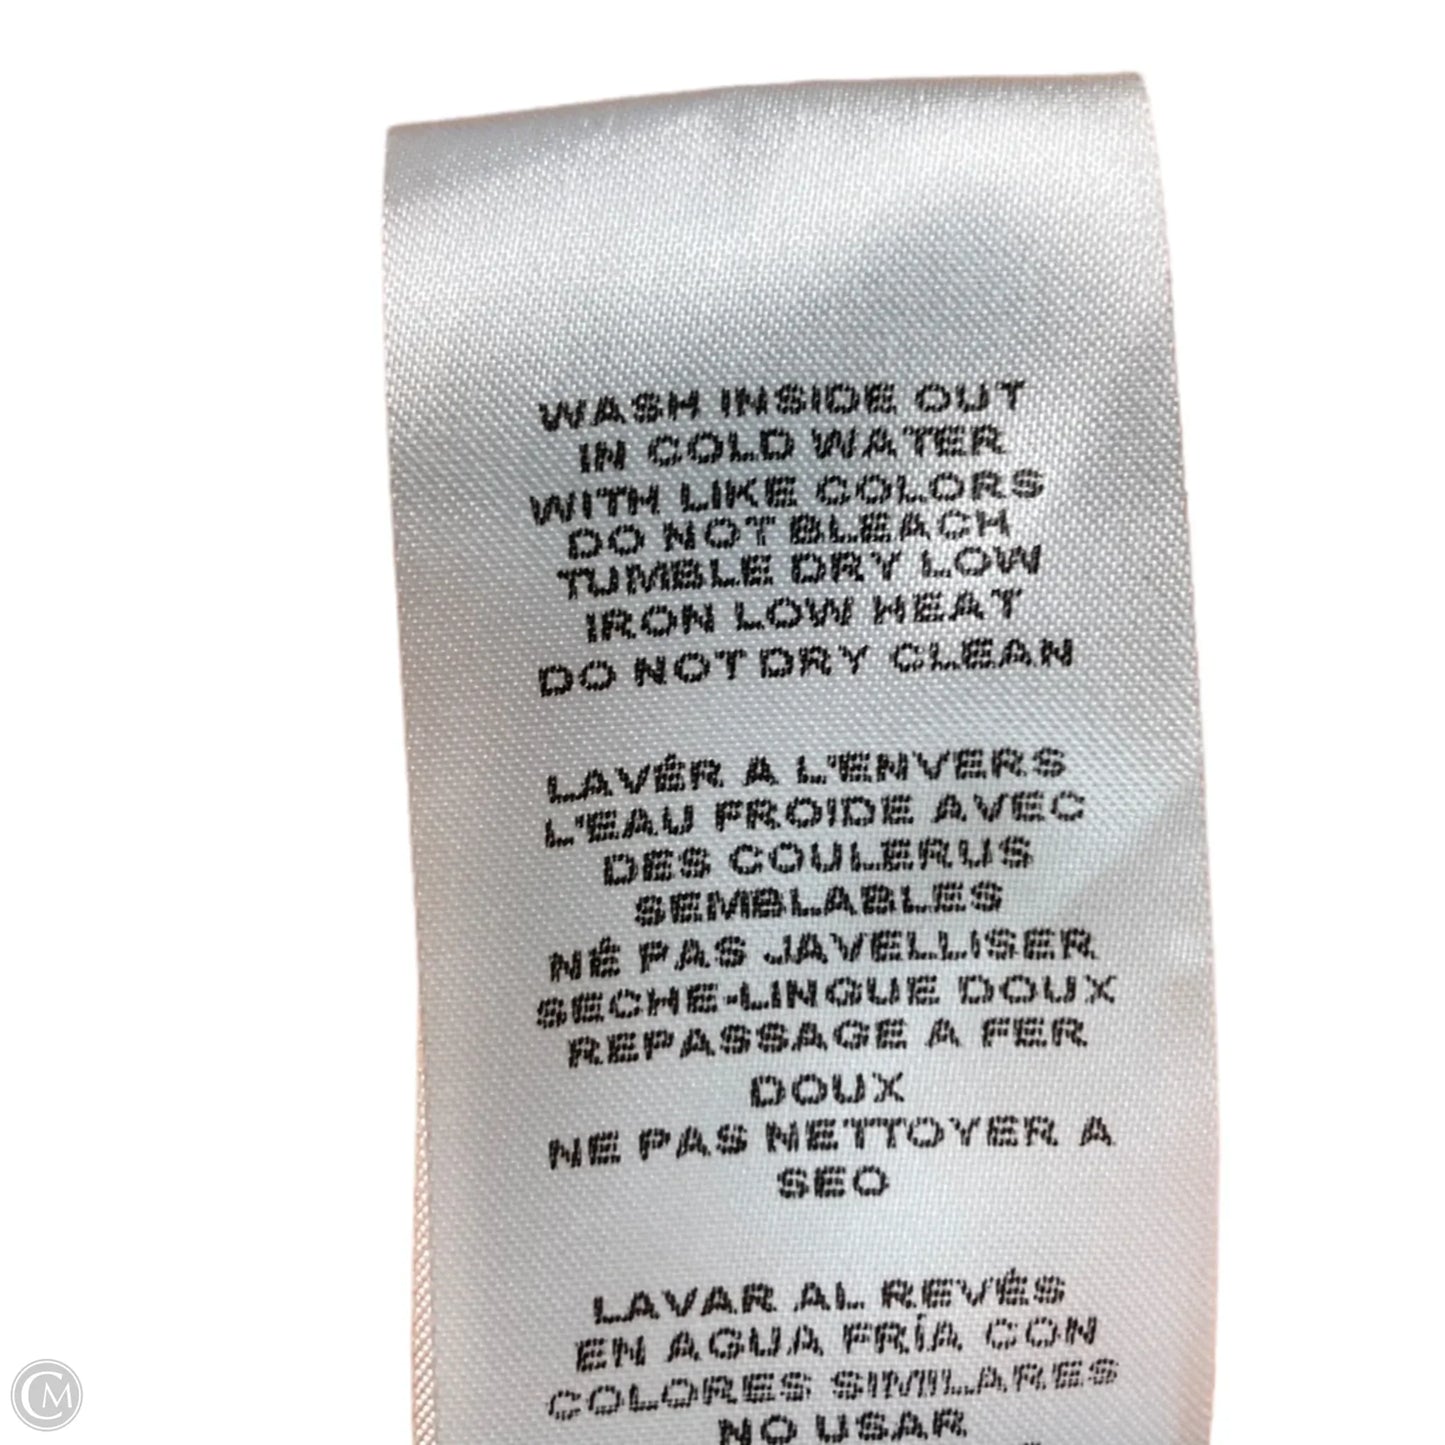 WASH INSIDE OUT
IN COLD WATER
WITH LIKE COLORS
DO NOT BLEACH
TUMBLE DRY LOW
IRON LOW HEAT
DO NOT DRY CLEAN
LAVÉR A L'ENVERS
L'EAU FROIDE AVEC
DES COULERUS
SEMBLABLES
NÉ PAS JAVELLISER
SECHE-LINGUE DOUX
REPASSAGE A FER
DOUX
NE PAS NETTOYER A
SEO
LAVAR AL REVÉS
EN AGUA FRÍA CON
COLORES SIMILARES
NO USAR
CM